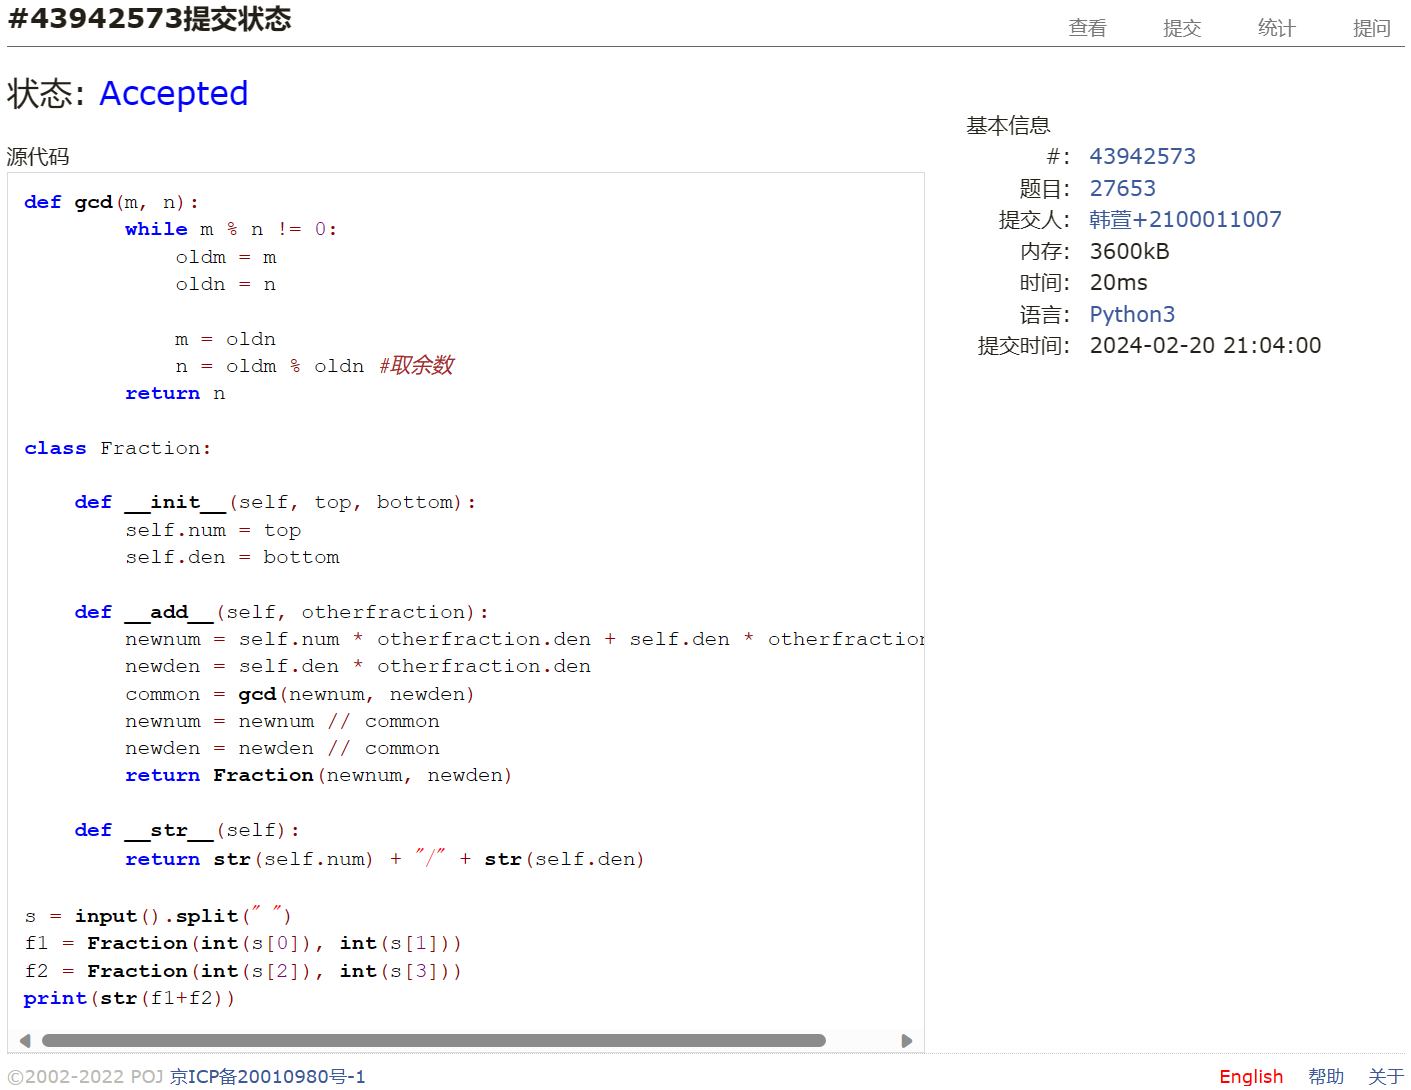 #43942573提交状态
查看 提交 统计 提问
状态: Accepted
源代码
def gcd(m, n):
        while m % n != 0:
            oldm = m
            oldn = n

            m = oldn
            n = oldm % oldn #取余数
        return n

class Fraction:

    def __init__(self, top, bottom):
        self.num = top
        self.den = bottom

    def __add__(self, otherfraction):
        newnum = self.num * otherfraction.den + self.den * otherfraction
        newden = self.den * otherfraction.den
        common = gcd(newnum, newden)
        newnum = newnum // common
        newden = newden // common
        return Fraction(newnum, newden)

    def __str__(self):
        return str(self.num) + "/" + str(self.den)

s = input().split(" ")
f1 = Fraction(int(s[0]), int(s[1]))
f2 = Fraction(int(s[2]), int(s[3]))
print(str(f1+f2))
基本信息
#: 43942573
题目: 27653
提交人: 韩萱+2100011007
内存: 3600kB
时间: 20ms
语言: Python3
提交时间: 2024-02-20 21:04:00
©2002-2022 POJ 京ICP备20010980号-1
English 帮助 关于